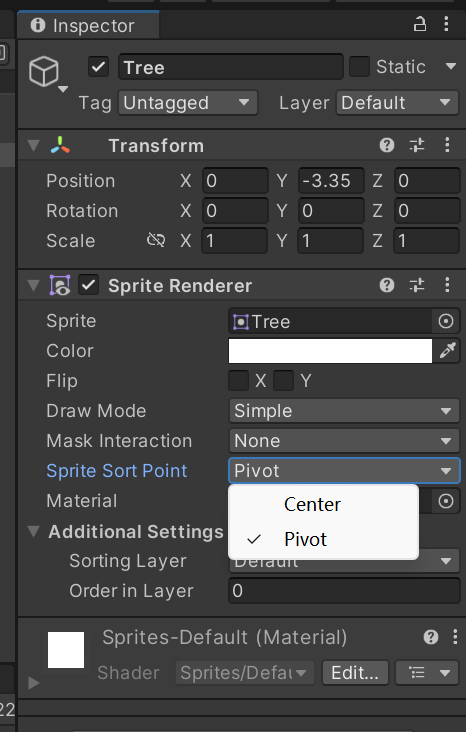 Inspector
Tree
Static
Tag Untagged Layer Default
Transform
Position X 0 Y -3.35 Z 0
Rotation X 0 Y 0 Z 0
Scale X 1 Y 1 Z 1
Sprite Renderer
Sprite Tree
Color
Flip X Y
Draw Mode Simple
Mask Interaction None
Sprite Sort Point Pivot
Center
Material
Pivot
Additional Settings
Sorting Layer Default
Order in Layer 0
Sprites-Default (Material)
Shader Sprites/Defau Edit...
22